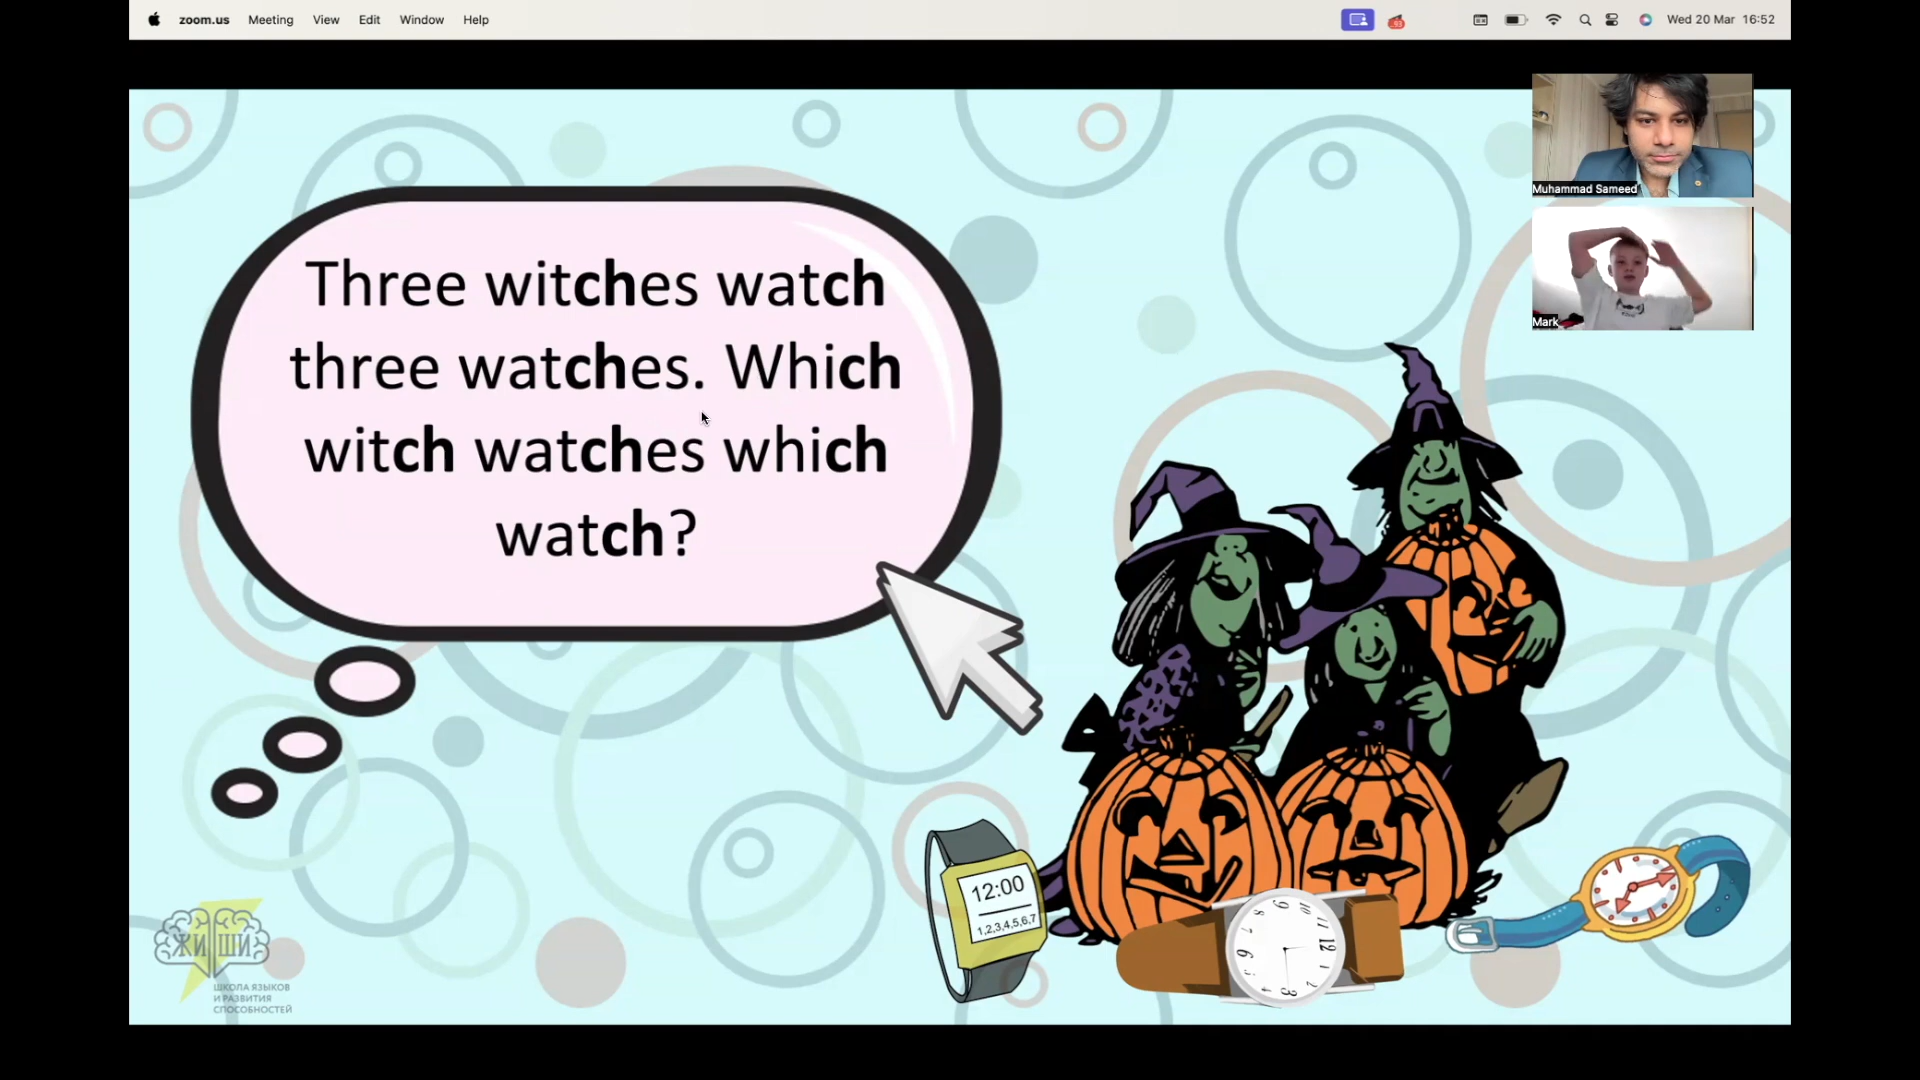 zoom.us Meeting View Edit Window Help
Wed 20 Mar 16:52
Muhammad Sameed
Mark
Three witches watch
three watches. Which
witch watches which
watch?
12:00
1,2,3,4,5,6,7
ЖИ ШИ
ШКОЛА ЯЗЫКОВ
И РАЗВИТИЯ
СПОСОБНОСТЕЙ